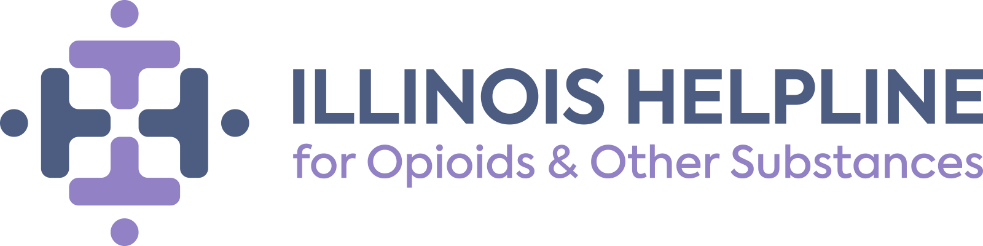 ILLINOIS HELPLINE
for Opioids & Other Substances